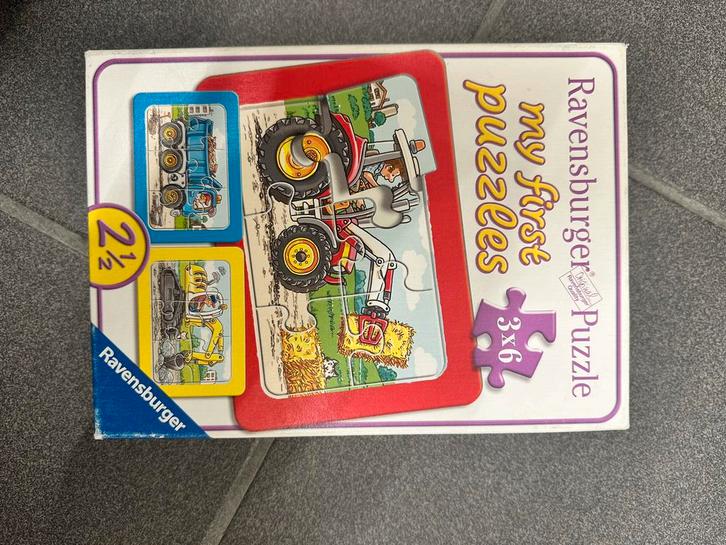 Ravensburger® Puzzle
my first
puzzles
3x6
2½
Ravensburger